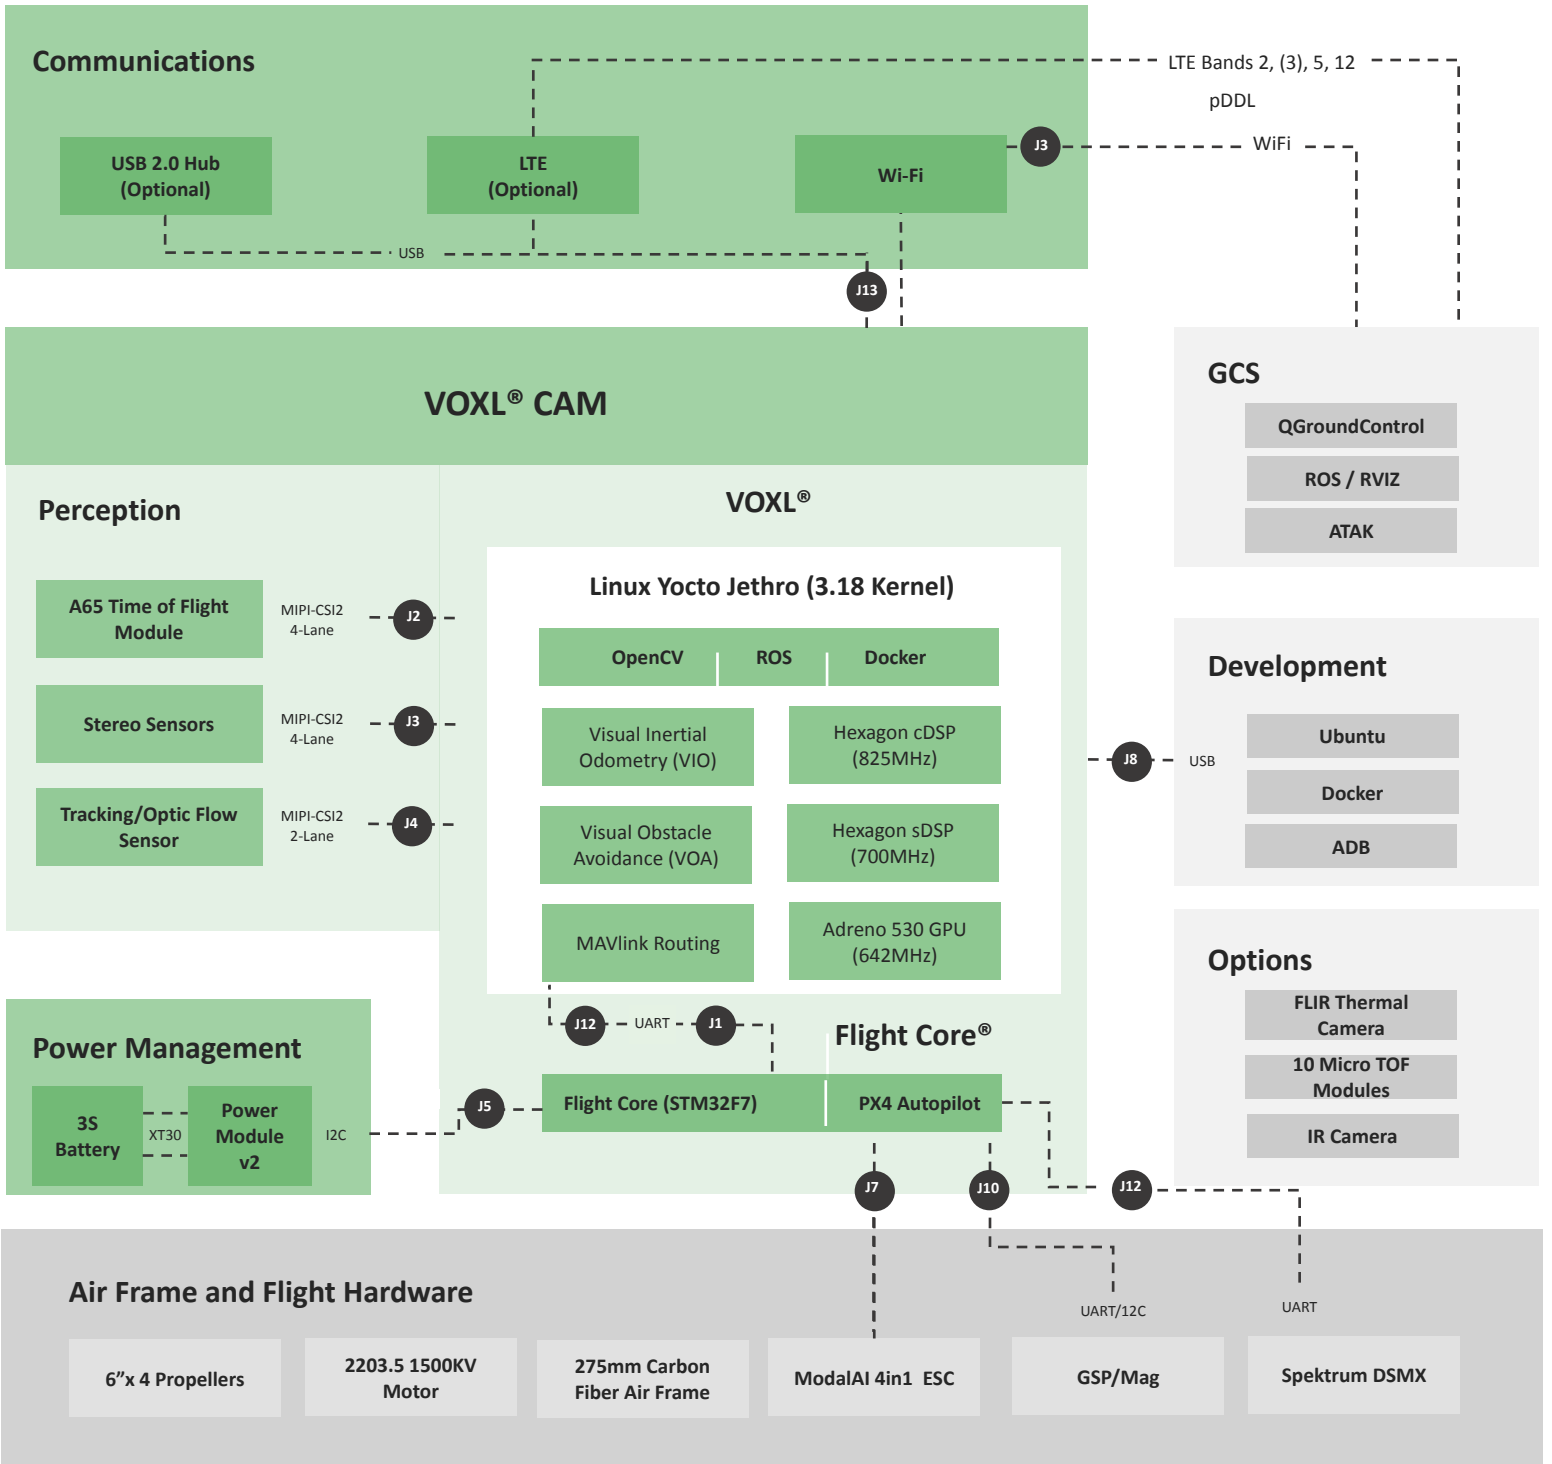 Communications
LTE Bands 2, (3), 5, 12
pDDL
J3
WiFi
USB 2.0 Hub
(Optional)
LTE
(Optional)
Wi-Fi
USB
J13
VOXL® CAM
GCS
QGroundControl
ROS / RVIZ
ATAK
Perception
A65 Time of Flight
Module
MIPI-CSI2
4-Lane
J2
Stereo Sensors
MIPI-CSI2
4-Lane
J3
Tracking/Optic Flow
Sensor
MIPI-CSI2
2-Lane
J4
VOXL®
Linux Yocto Jethro (3.18 Kernel)
OpenCV
ROS
Docker
Visual Inertial
Odometry (VIO)
Hexagon cDSP
(825MHz)
Visual Obstacle
Avoidance (VOA)
Hexagon sDSP
(700MHz)
MAVlink Routing
Adreno 530 GPU
(642MHz)
J12
UART
J1
Flight Core®
Flight Core (STM32F7)
PX4 Autopilot
J8
USB
Development
Ubuntu
Docker
ADB
Options
FLIR Thermal
Camera
10 Micro TOF
Modules
IR Camera
Power Management
3S
Battery
XT30
Power
Module
v2
I2C
J5
J7
J10
J12
Air Frame and Flight Hardware
UART/12C
UART
6”x 4 Propellers
2203.5 1500KV
Motor
275mm Carbon
Fiber Air Frame
ModalAI 4in1 ESC
GSP/Mag
Spektrum DSMX